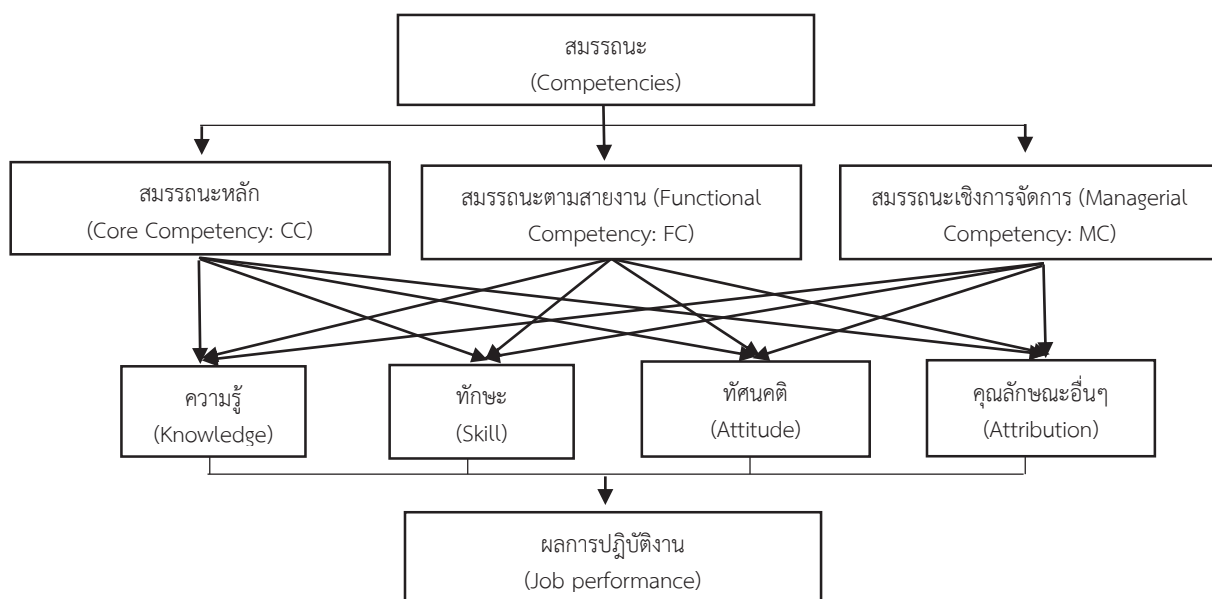 สมรรถนะ
(Competencies)
สมรรถนะหลัก
(Core Competency: CC)
สมรรถนะตามสายงาน (Functional
Competency: FC)
สมรรถนะเชิงการจัดการ (Managerial
Competency: MC)
ความรู้
(Knowledge)
ทักษะ
(Skill)
ทัศนคติ
(Attitude)
คุณลักษณะอื่นๆ
(Attribution)
ผลการปฎิบัติงาน
(Job performance)